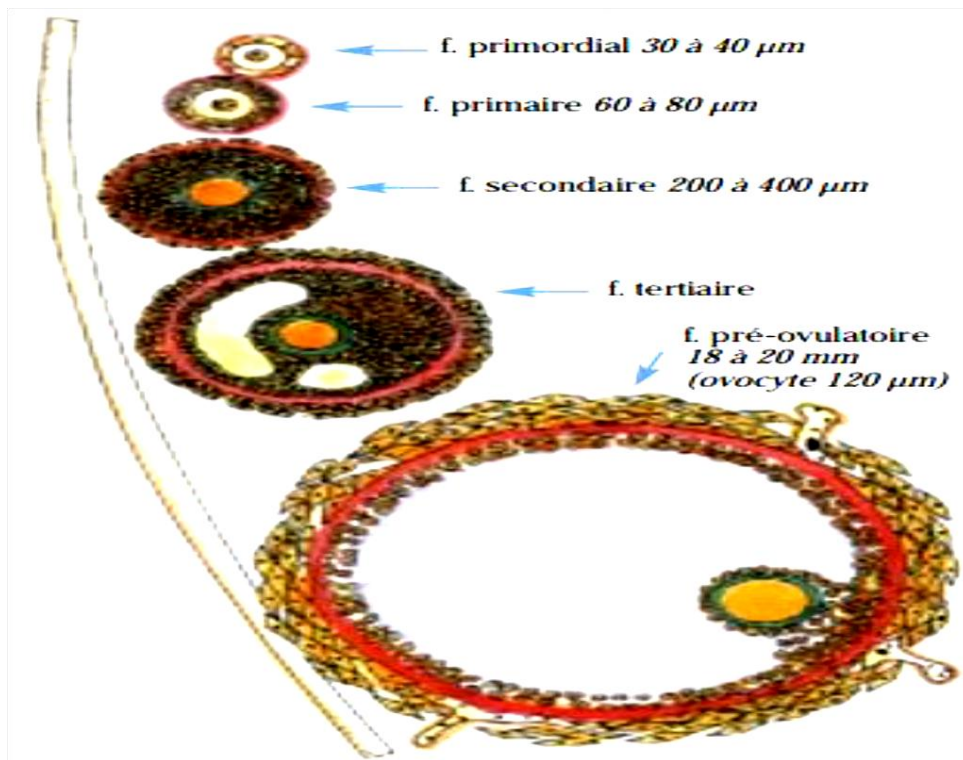 f. primordial 30 à 40 μm
f. primaire 60 à 80 μm
f. secondaire 200 à 400 μm
f. tertiaire
f. pré-ovulatoire
18 à 20 mm
(ovocyte 120 μm)